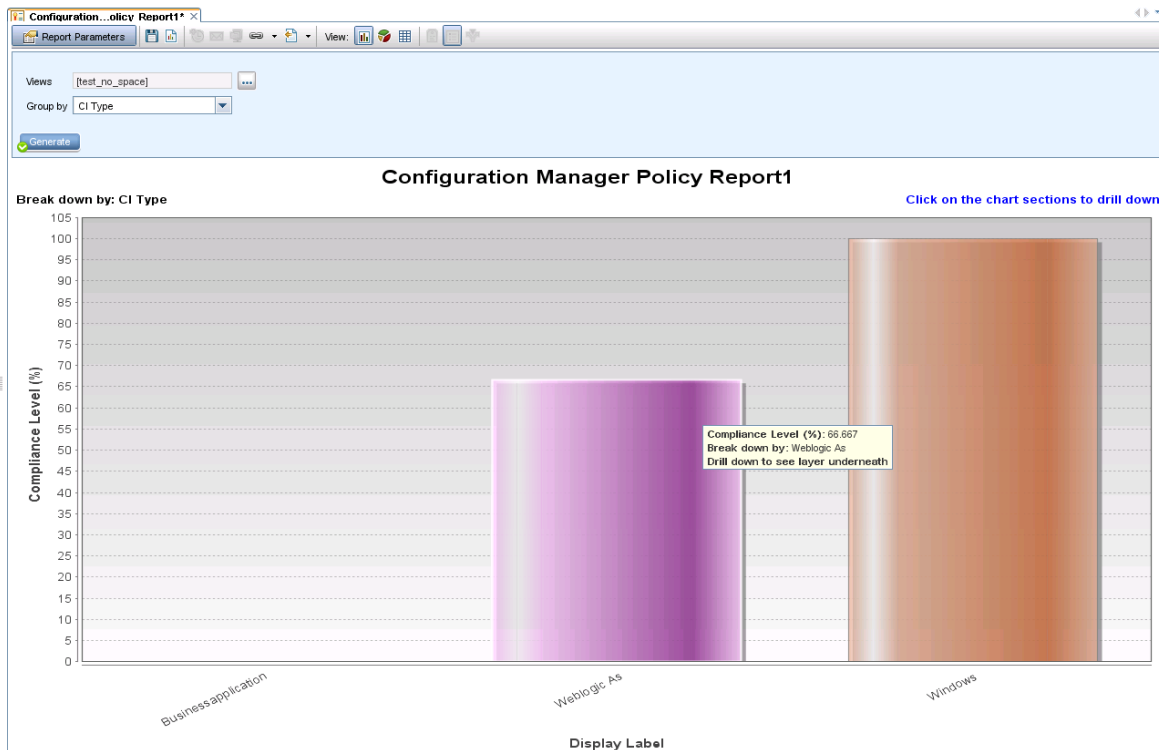 Configuration...olicy Report1*
Report Parameters
View:
Views [test_no_space] ...
Group by CI Type
Generate
Configuration Manager Policy Report1
Break down by: CI Type
Click on the chart sections to drill down
105
100
95
90
85
80
75
70
65
60
55
50
45
40
35
30
25
20
15
10
5
0
Compliance Level (%)
Compliance Level (%): 66.667
Break down by: Weblogic As
Drill down to see layer underneath
Businessapplication
Weblogic As
Windows
Display Label